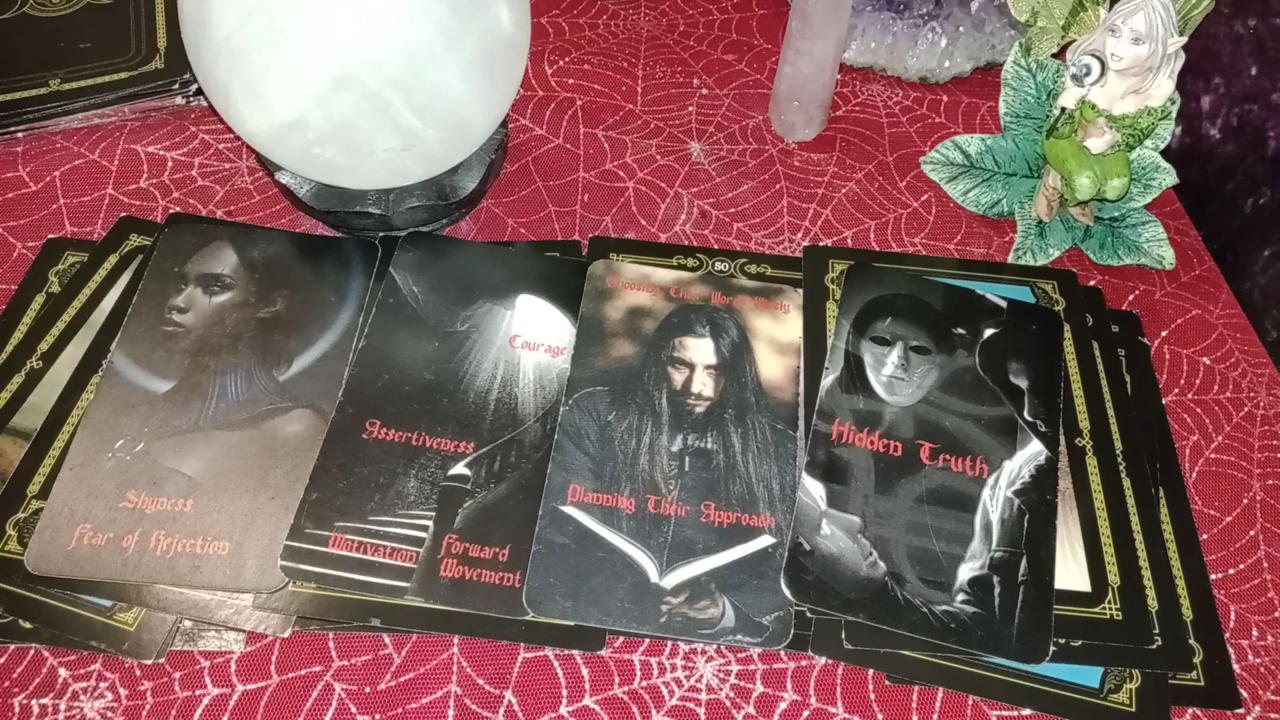 Shyness
Fear of Rejection
Courage
Assertiveness
Motivation
Forward
Movement
50
Choosing Their Words Wisely
Planning Their Approach
Hidden Truth